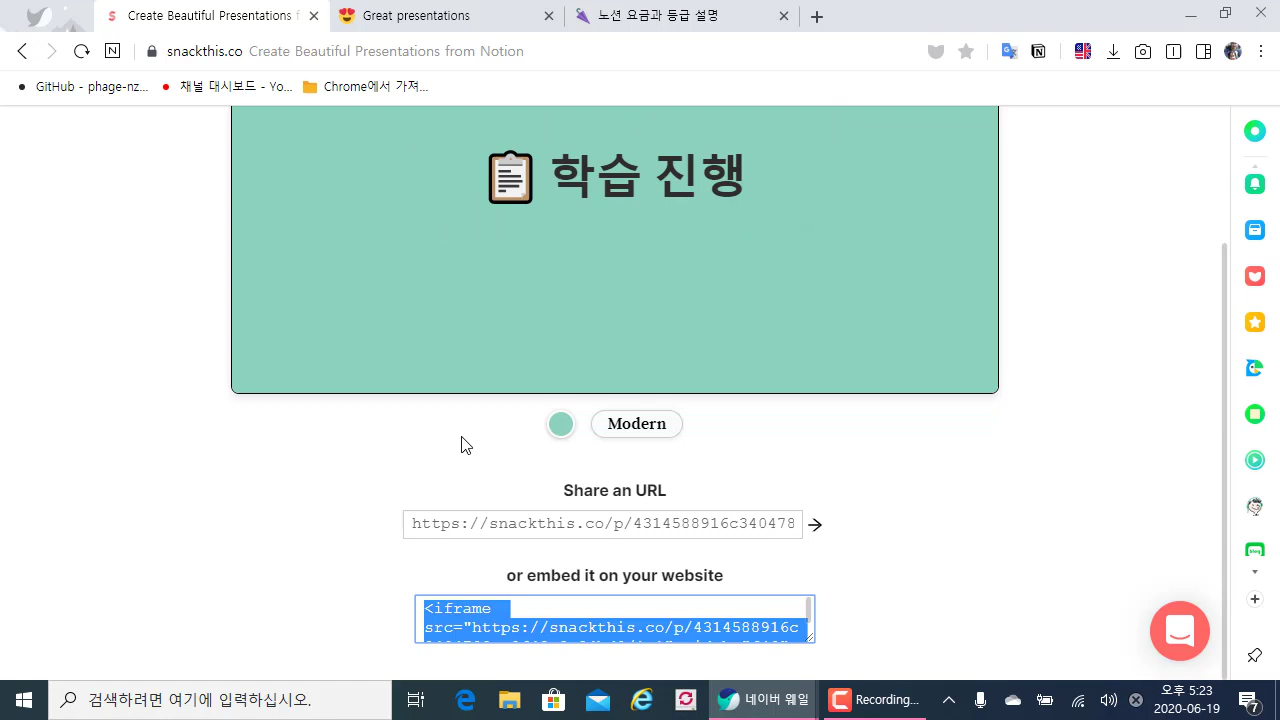 Create Beautiful Presentations f
Great presentations
노션 요금과 등급 설명
snackthis.co Create Beautiful Presentations from Notion
GitHub - phage-nz...
채널 대시보드 - Yo...
Chrome에서 가져...
학습 진행
Modern
Share an URL
https://snackthis.co/p/4314588916c340478
or embed it on your website
<iframe
src="https://snackthis.co/p/4314588916c
blog
검색하려면 여기에 입력하십시오.
네이버 웨일
Recording...
오후 5:23
2020-06-19
7